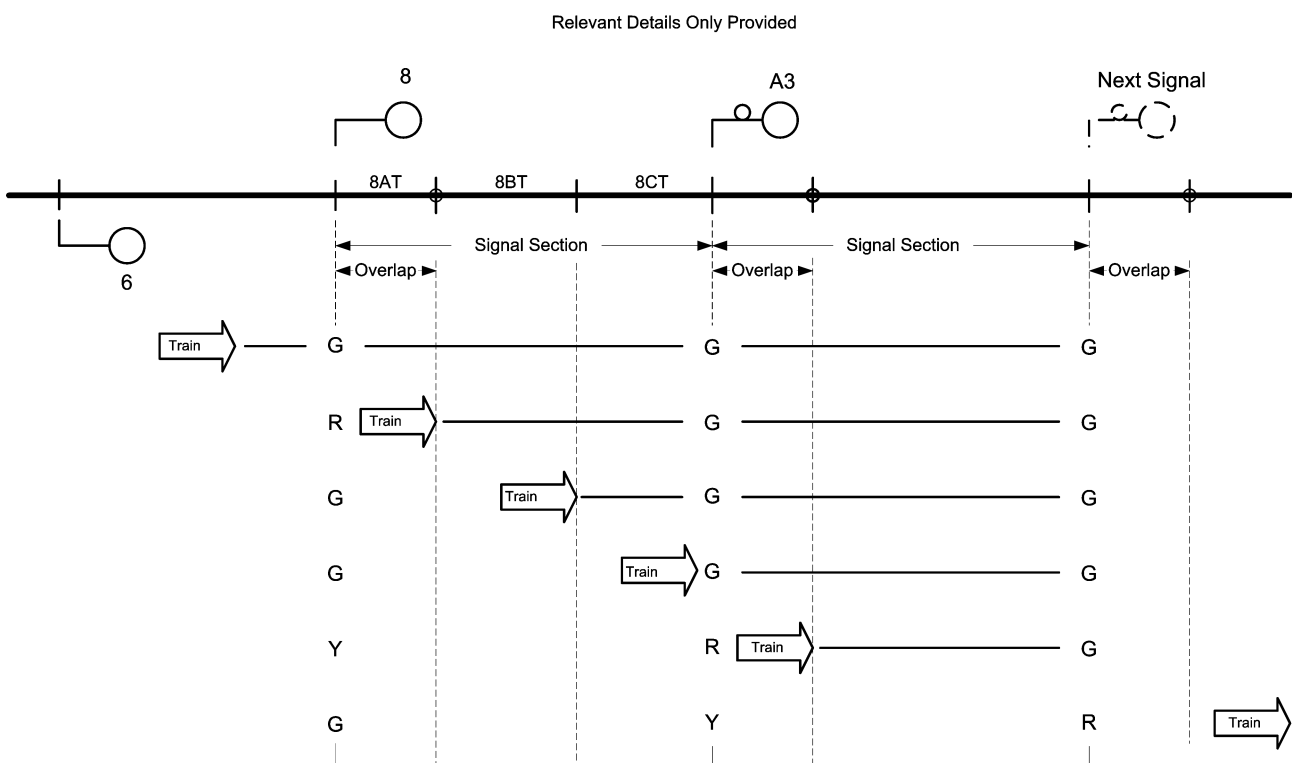 Relevant Details Only Provided
8
A3
Next Signal
8AT 8BT 8CT
6
Signal Section Signal Section
Overlap Overlap Overlap
Train G G G
R Train G G
G Train G G
G Train G G
Y R Train G
G Y R Train